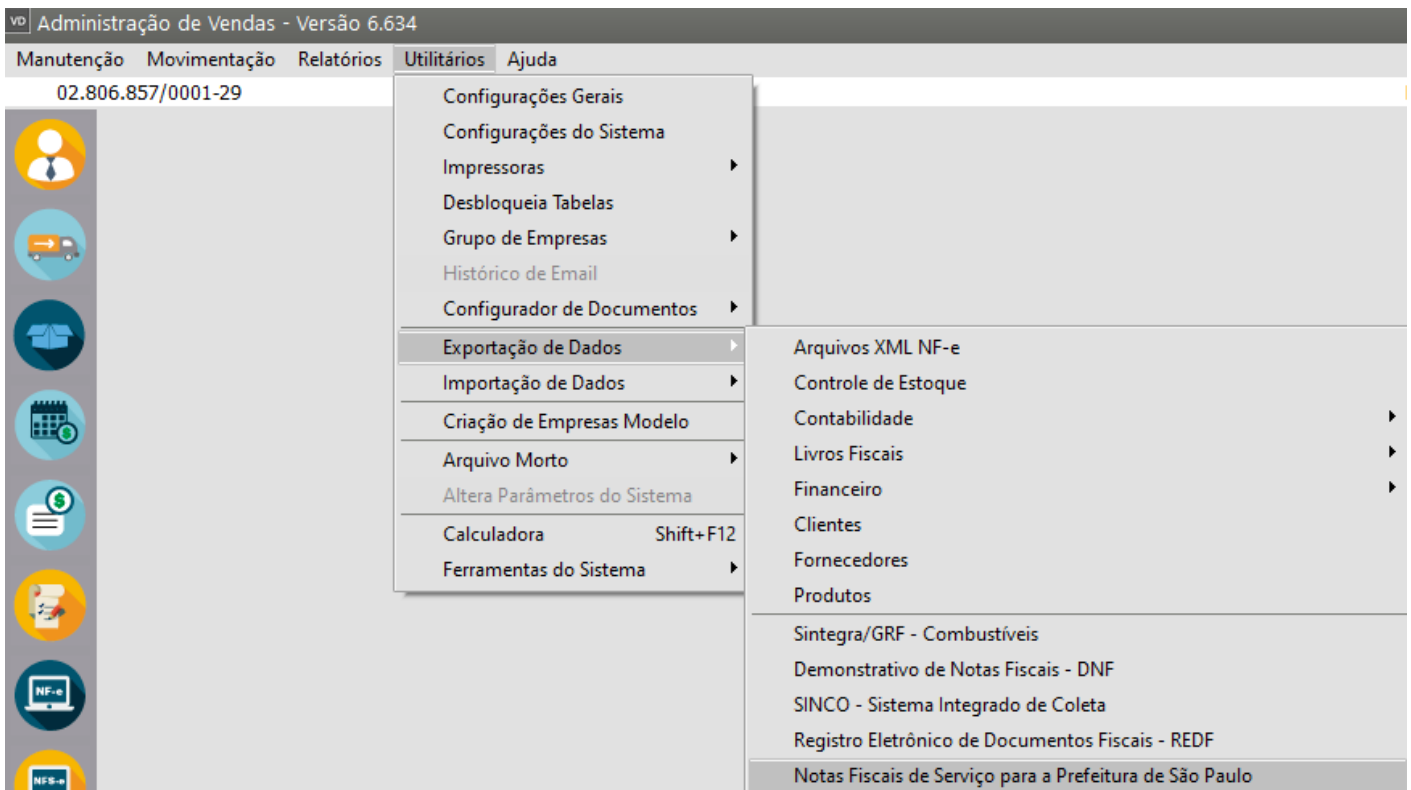 VD Administração de Vendas - Versão 6.634
Manutenção Movimentação Relatórios Utilitários Ajuda
02.806.857/0001-29
Configurações Gerais
Configurações do Sistema
Impressoras
Desbloqueia Tabelas
Grupo de Empresas
Histórico de Email
Configurador de Documentos
Exportação de Dados
Importação de Dados
Criação de Empresas Modelo
Arquivo Morto
Altera Parâmetros do Sistema
Calculadora Shift+F12
Ferramentas do Sistema
Arquivos XML NF-e
Controle de Estoque
Contabilidade
Livros Fiscais
Financeiro
Clientes
Fornecedores
Produtos
Sintegra/GRF - Combustíveis
Demonstrativo de Notas Fiscais - DNF
SINCO - Sistema Integrado de Coleta
Registro Eletrônico de Documentos Fiscais - REDF
Notas Fiscais de Serviço para a Prefeitura de São Paulo
$
$
NF-e
NFS-e